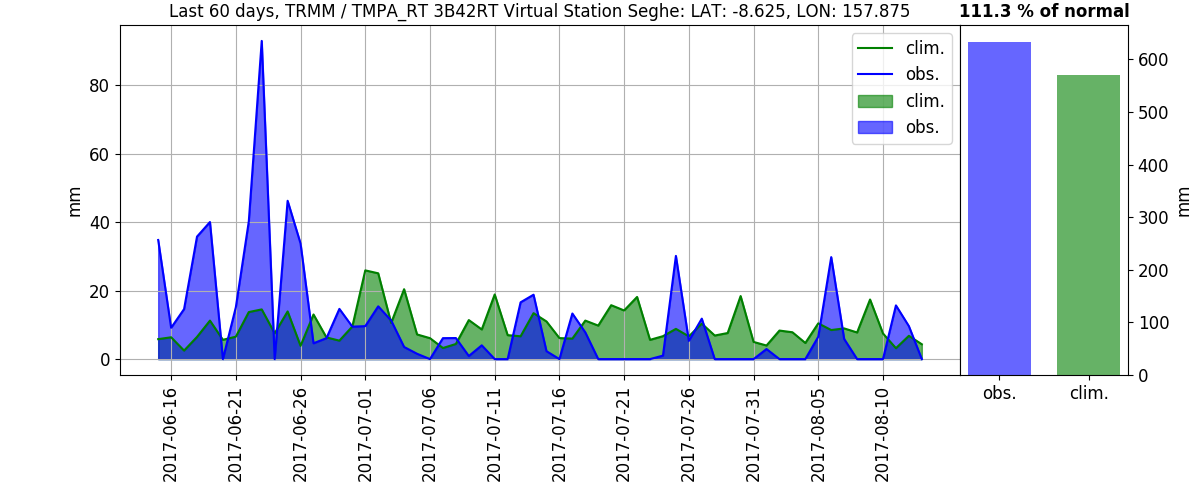 Last 60 days, TRMM / TMPA_RT 3B42RT Virtual Station Seghe: LAT: -8.625, LON: 157.875
111.3 % of normal
clim.
obs.
clim.
obs.
80
60
40
20
0
mm
2017-06-16
2017-06-21
2017-06-26
2017-07-01
2017-07-06
2017-07-11
2017-07-16
2017-07-21
2017-07-26
2017-07-31
2017-08-05
2017-08-10
600
500
400
300
200
100
0
mm
obs.
clim.